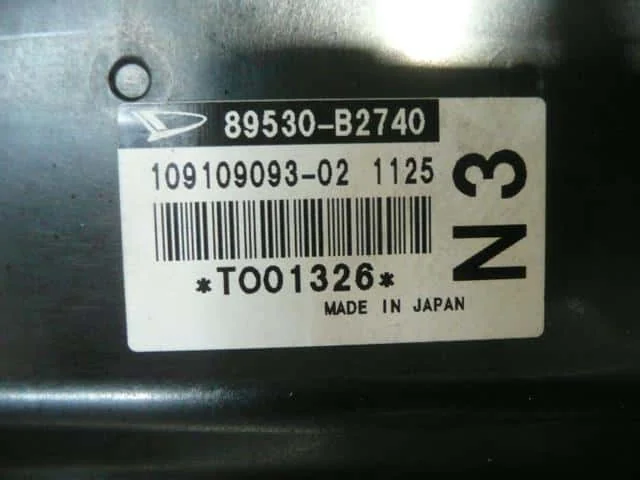 89530-B2740
109109093-02 1125
*T001326*
MADE IN JAPAN
N3